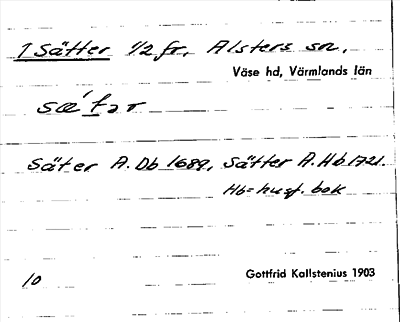 1 Sätter 1/2 fr, Alsters sn,
Väse hd, Värmlands län
sæ´tər
Säter A. Db 1689, Sätter A. Hb 1721.
Hb = husf. bok
10
Gottfrid Kallstenius 1903